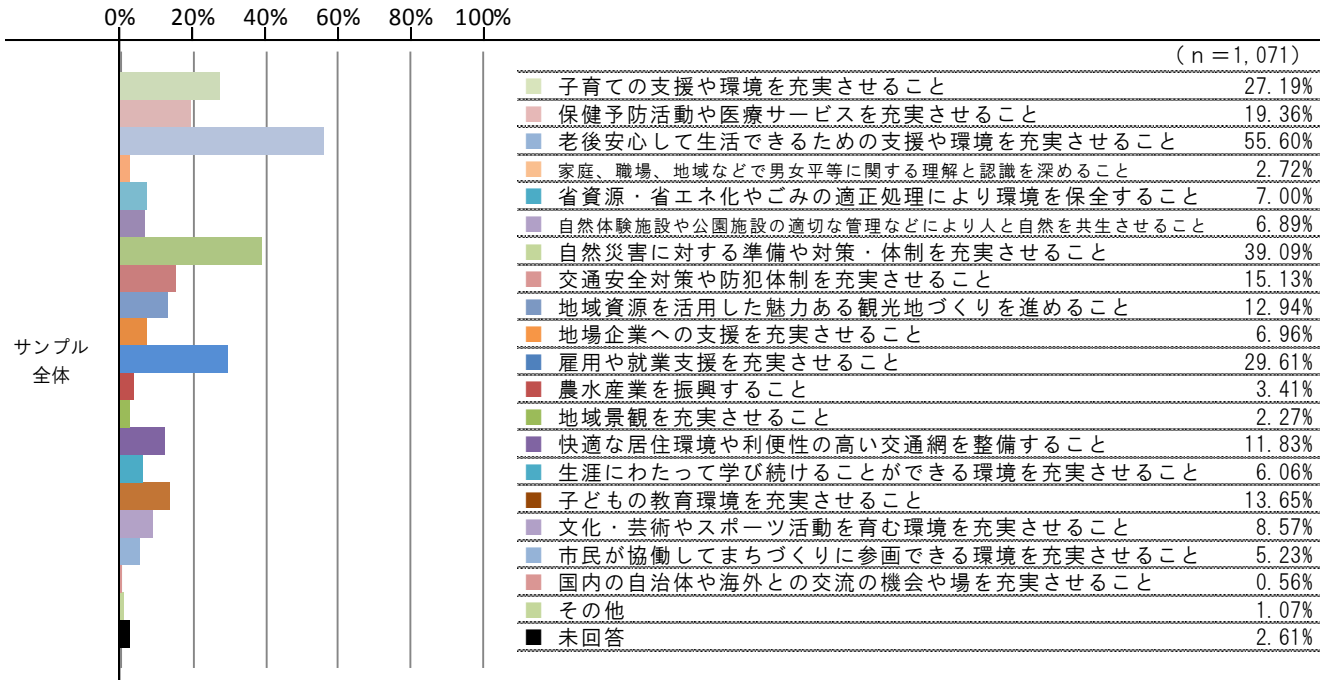 0% 20% 40% 60% 80% 100%
(n=1,071)
子育ての支援や環境を充実させること 27.19%
保健予防活動や医療サービスを充実させること 19.36%
老後安心して生活できるための支援や環境を充実させること 55.60%
家庭、職場、地域などで男女平等に関する理解と認識を深めること 2.72%
省資源・省エネ化やごみの適正処理により環境を保全すること 7.00%
自然体験施設や公園施設の適切な管理などにより人と自然を共生させること 6.89%
自然災害に対する準備や対策・体制を充実させること 39.09%
交通安全対策や防犯体制を充実させること 15.13%
地域資源を活用した魅力ある観光地づくりを進めること 12.94%
地場企業への支援を充実させること 6.96%
サンプル
全体
雇用や就業支援を充実させること 29.61%
農水産業を振興すること 3.41%
地域景観を充実させること 2.27%
快適な居住環境や利便性の高い交通網を整備すること 11.83%
生涯にわたって学び続けることができる環境を充実させること 6.06%
子どもの教育環境を充実させること 13.65%
文化・芸術やスポーツ活動を育む環境を充実させること 8.57%
市民が協働してまちづくりに参画できる環境を充実させること 5.23%
国内の自治体や海外との交流の機会や場を充実させること 0.56%
その他 1.07%
未回答 2.61%